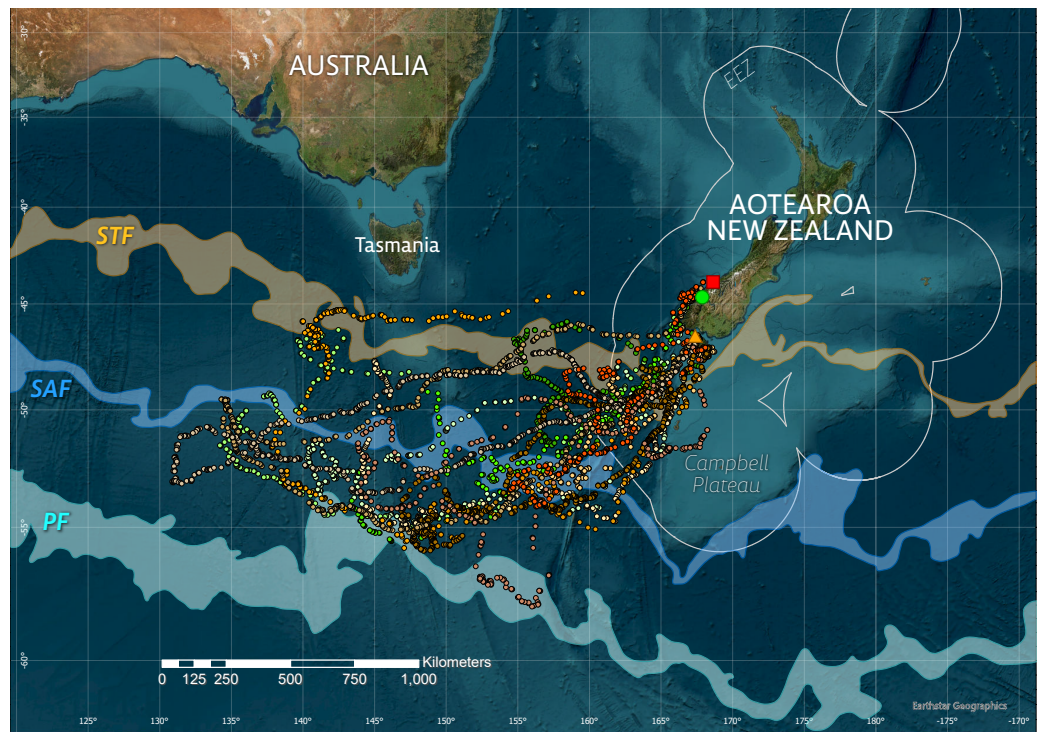 AUSTRALIA
EEZ
AOTEAROA
NEW ZEALAND
Tasmania
STF
SAF
PF
Campbell
Plateau
-30°
-35°
-40°
-45°
-50°
-55°
-60°
Kilometers
0 125 250 500 750 1,000
Earthstar Geographics
125° 130° 135° 140° 145° 150° 155° 160° 165° 170° 175° 180° -175° -170°